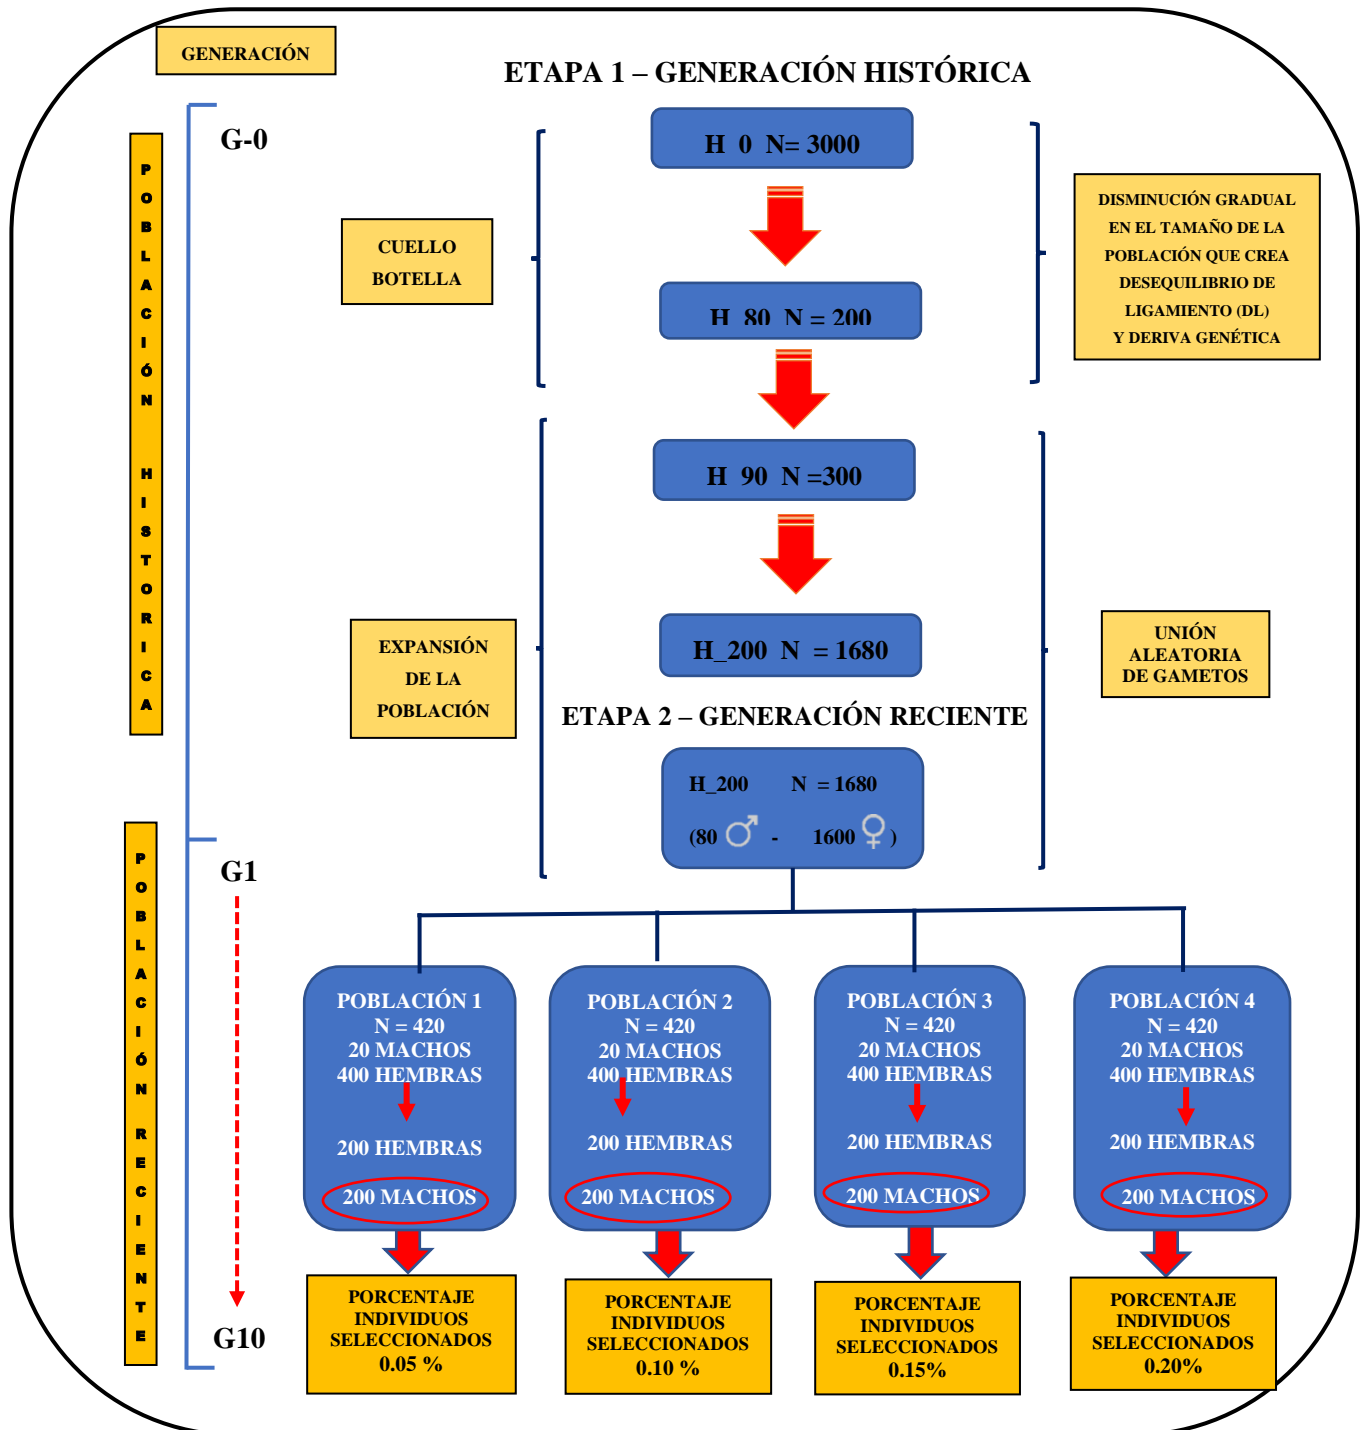 GENERACIÓN
ETAPA 1 – GENERACIÓN HISTÓRICA
G-0
POBLACIÓN HISTORICA
H_0 N= 3000
CUELLO
BOTELLA
DISMINUCIÓN GRADUAL
EN EL TAMAÑO DE LA
POBLACIÓN QUE CREA
DESEQUILIBRIO DE
LIGAMIENTO (DL)
Y DERIVA GENÉTICA
H_80 N = 200
H_90 N =300
H_200 N = 1680
EXPANSIÓN
DE LA
POBLACIÓN
UNIÓN
ALEATORIA
DE GAMETOS
ETAPA 2 – GENERACIÓN RECIENTE
H_200 N = 1680
(80 ♂ - 1600 ♀ )
POBLACIÓN RECIENTE
G1
G10
POBLACIÓN 1
N = 420
20 MACHOS
400 HEMBRAS
200 HEMBRAS
200 MACHOS
POBLACIÓN 2
N = 420
20 MACHOS
400 HEMBRAS
200 HEMBRAS
200 MACHOS
POBLACIÓN 3
N = 420
20 MACHOS
400 HEMBRAS
200 HEMBRAS
200 MACHOS
POBLACIÓN 4
N = 420
20 MACHOS
400 HEMBRAS
200 HEMBRAS
200 MACHOS
PORCENTAJE
INDIVIDUOS
SELECCIONADOS
0.05 %
PORCENTAJE
INDIVIDUOS
SELECCIONADOS
0.10 %
PORCENTAJE
INDIVIDUOS
SELECCIONADOS
0.15%
PORCENTAJE
INDIVIDUOS
SELECCIONADOS
0.20%